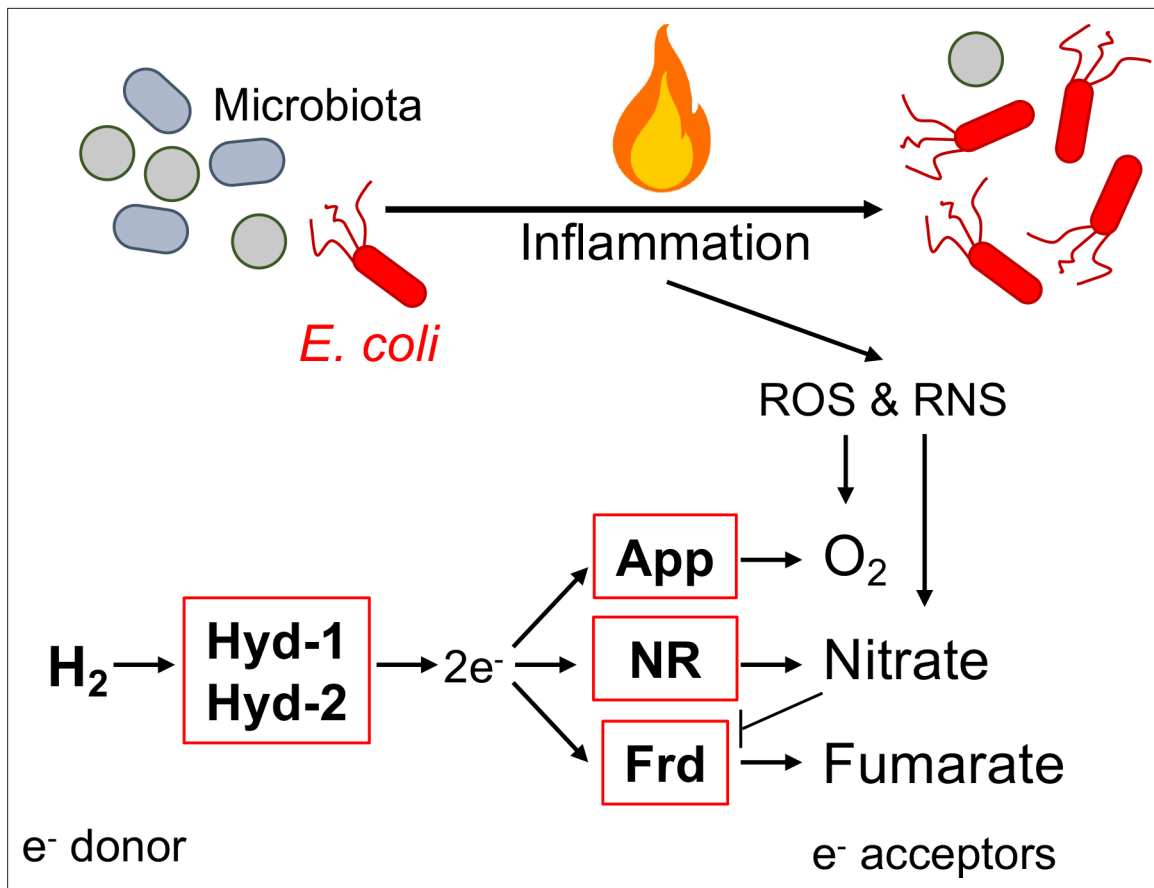 Microbiota
Inflammation
E. coli
ROS & RNS
App
O₂
H₂
Hyd-1
Hyd-2
2e⁻
NR
Nitrate
Frd
Fumarate
e⁻ donor
e⁻ acceptors